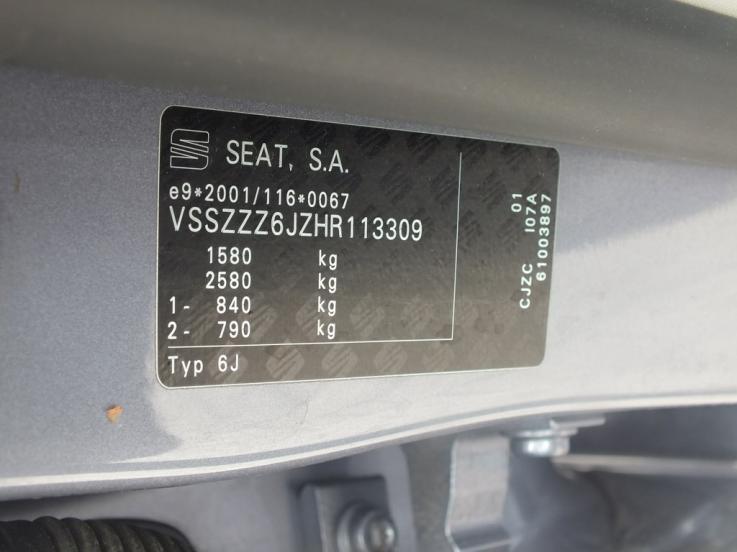 SEAT, S.A.
e9*2001/116*0067
VSSZZZ6JZHR113309
1580 kg
2580 kg
1- 840 kg
2- 790 kg
Typ 6J
01
CJZC I07A
61003897